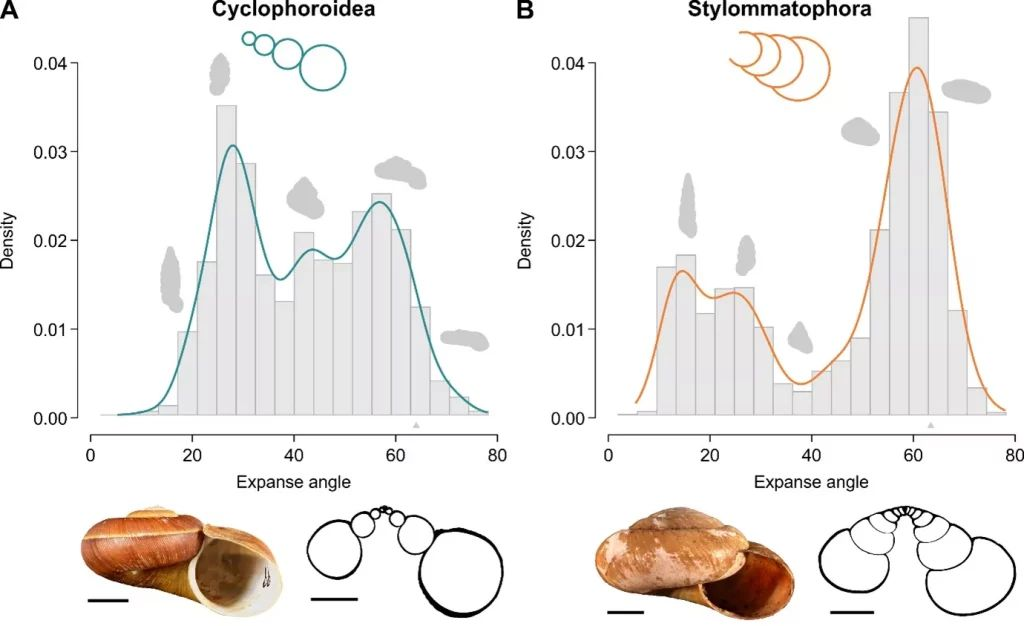 A
Cyclophoroidea
Density
0.04
0.03
0.02
0.01
0.00
0
20
40
60
80
Expanse angle
B
Stylommatophora
Density
0.04
0.03
0.02
0.01
0.00
0
20
40
60
80
Expanse angle